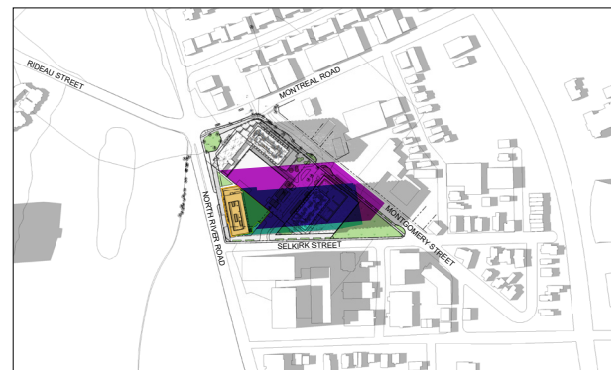 RIDEAU STREET
MONTREAL ROAD
NORTH RIVER ROAD
MONTGOMERY STREET
SELKIRK STREET